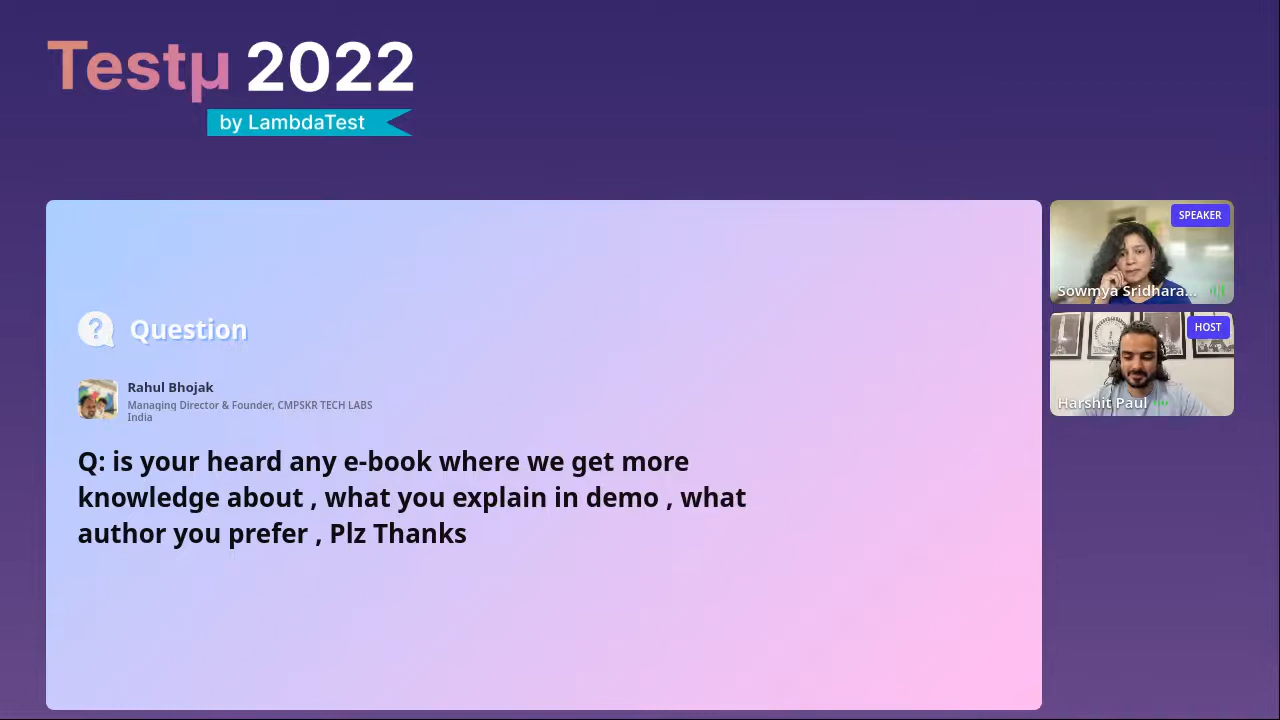 Testμ 2022
by LambdaTest
SPEAKER
Sowmya Sridhara...
HOST
Harshit Paul
Question
Rahul Bhojak
Managing Director & Founder, CMPSKR TECH LABS
India
Q: is your heard any e-book where we get more
knowledge about , what you explain in demo , what
author you prefer , Plz Thanks